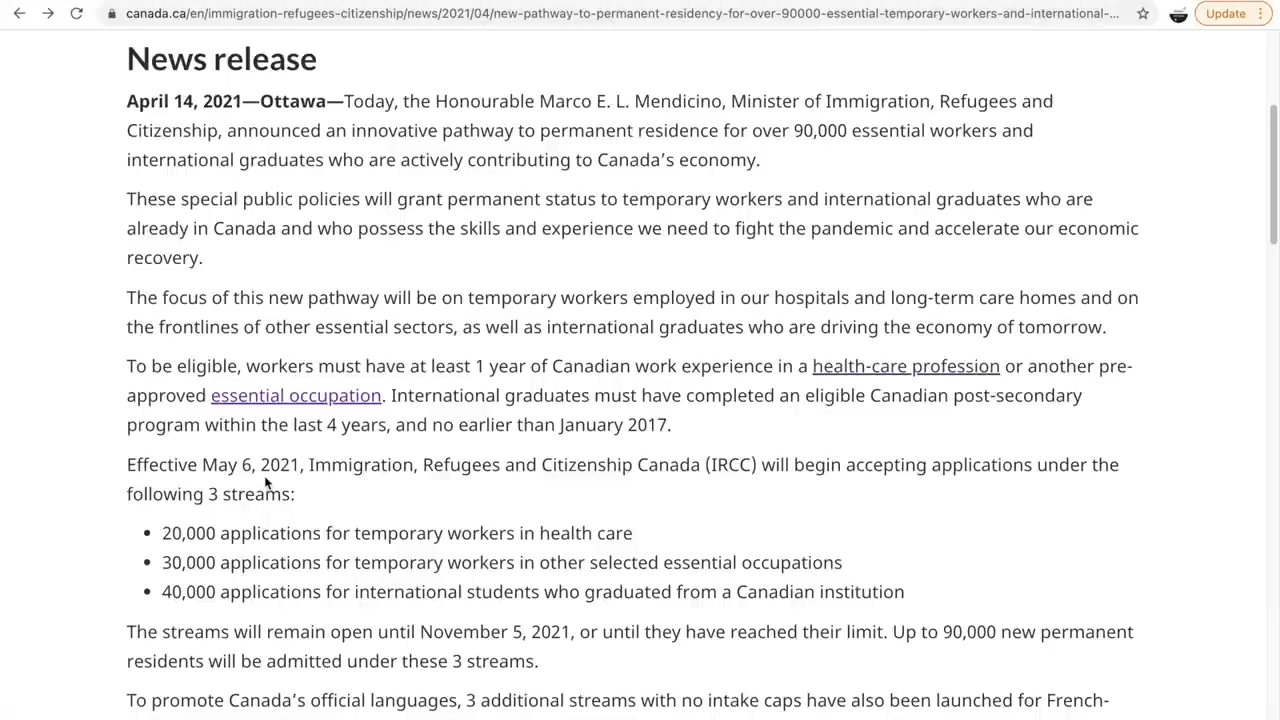 canada.ca/en/immigration-refugees-citizenship/news/2021/04/new-pathway-to-permanent-residency-for-over-90000-essential-temporary-workers-and-international-...
Update
News release
April 14, 2021—Ottawa—Today, the Honourable Marco E. L. Mendicino, Minister of Immigration, Refugees and
Citizenship, announced an innovative pathway to permanent residence for over 90,000 essential workers and
international graduates who are actively contributing to Canada’s economy.
These special public policies will grant permanent status to temporary workers and international graduates who are
already in Canada and who possess the skills and experience we need to fight the pandemic and accelerate our economic
recovery.
The focus of this new pathway will be on temporary workers employed in our hospitals and long-term care homes and on
the frontlines of other essential sectors, as well as international graduates who are driving the economy of tomorrow.
To be eligible, workers must have at least 1 year of Canadian work experience in a health-care profession or another pre-
approved essential occupation. International graduates must have completed an eligible Canadian post-secondary
program within the last 4 years, and no earlier than January 2017.
Effective May 6, 2021, Immigration, Refugees and Citizenship Canada (IRCC) will begin accepting applications under the
following 3 streams:
• 20,000 applications for temporary workers in health care
• 30,000 applications for temporary workers in other selected essential occupations
• 40,000 applications for international students who graduated from a Canadian institution
The streams will remain open until November 5, 2021, or until they have reached their limit. Up to 90,000 new permanent
residents will be admitted under these 3 streams.
To promote Canada’s official languages, 3 additional streams with no intake caps have also been launched for French-